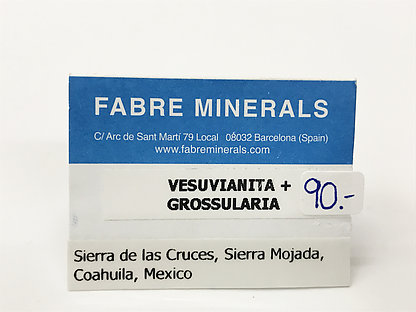 FABRE MINERALS
C/ Arc de Sant Martí 79 Local 08032 Barcelona (Spain)
www.fabreminerals.com
VESUVIANITA +
GROSSULARIA
90.-
Sierra de las Cruces, Sierra Mojada,
Coahuila, Mexico